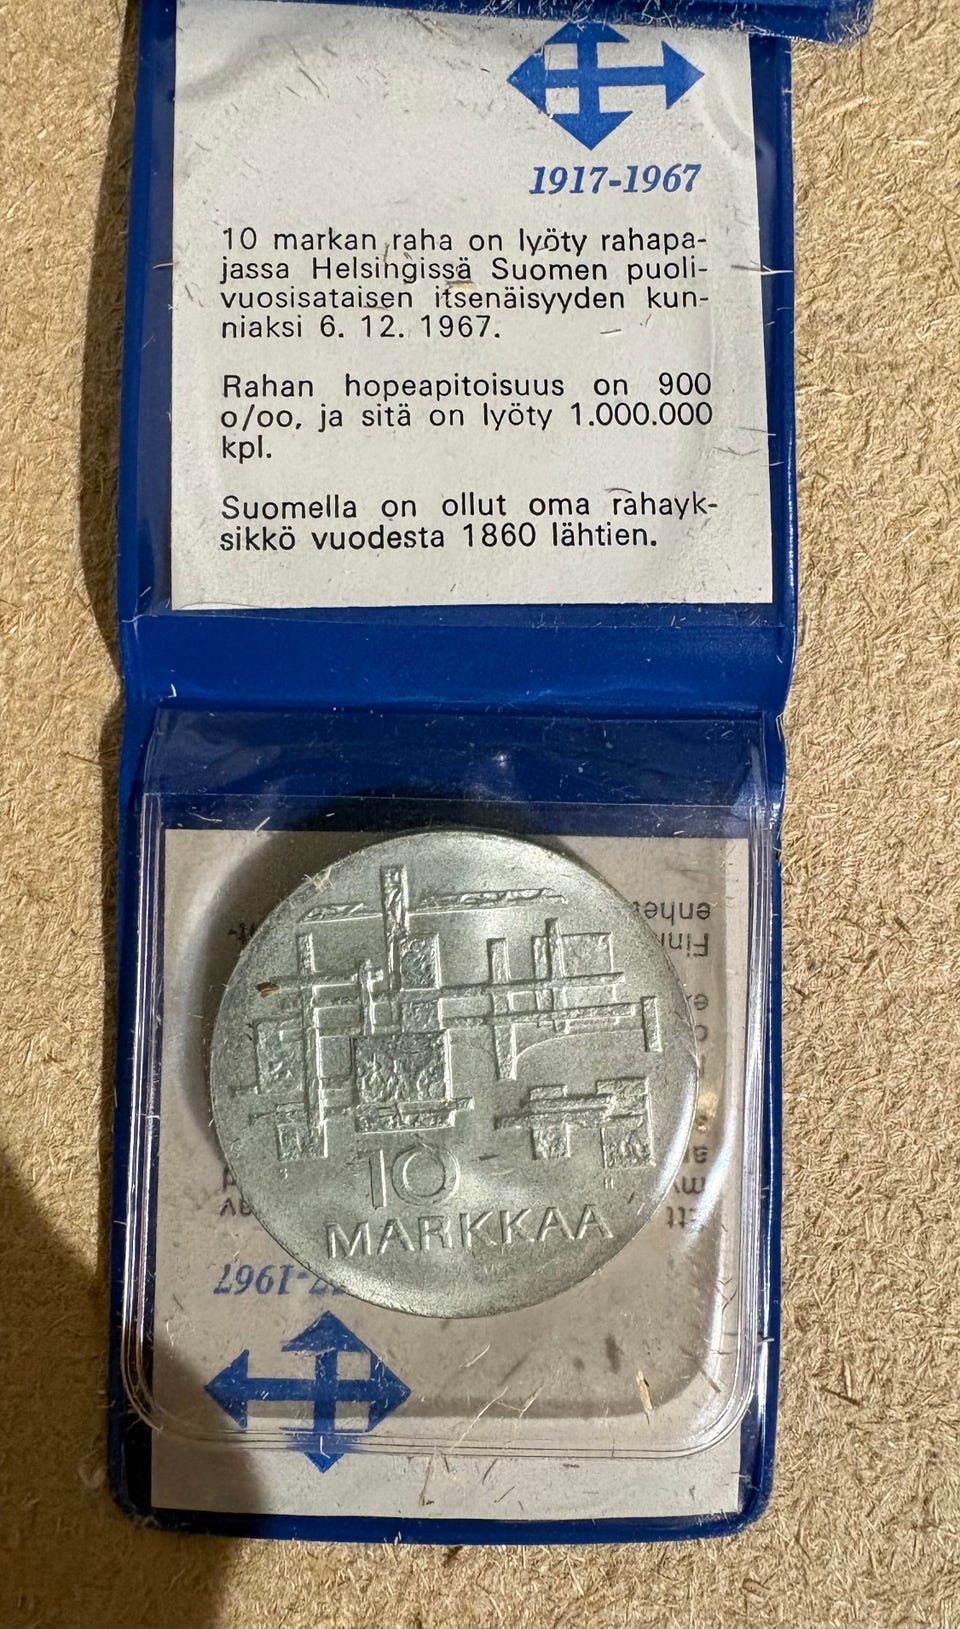 1917-1967
10 markan raha on lyöty rahapa-
jassa Helsingissä Suomen puoli-
vuosisataisen itsenäisyyden kun-
niaksi 6. 12. 1967.
Rahan hopeapitoisuus on 900
o/oo, ja sitä on lyöty 1.000.000
kpl.
Suomella on ollut oma rahayk-
sikkö vuodesta 1860 lähtien.
10
MARKKAA
Ett